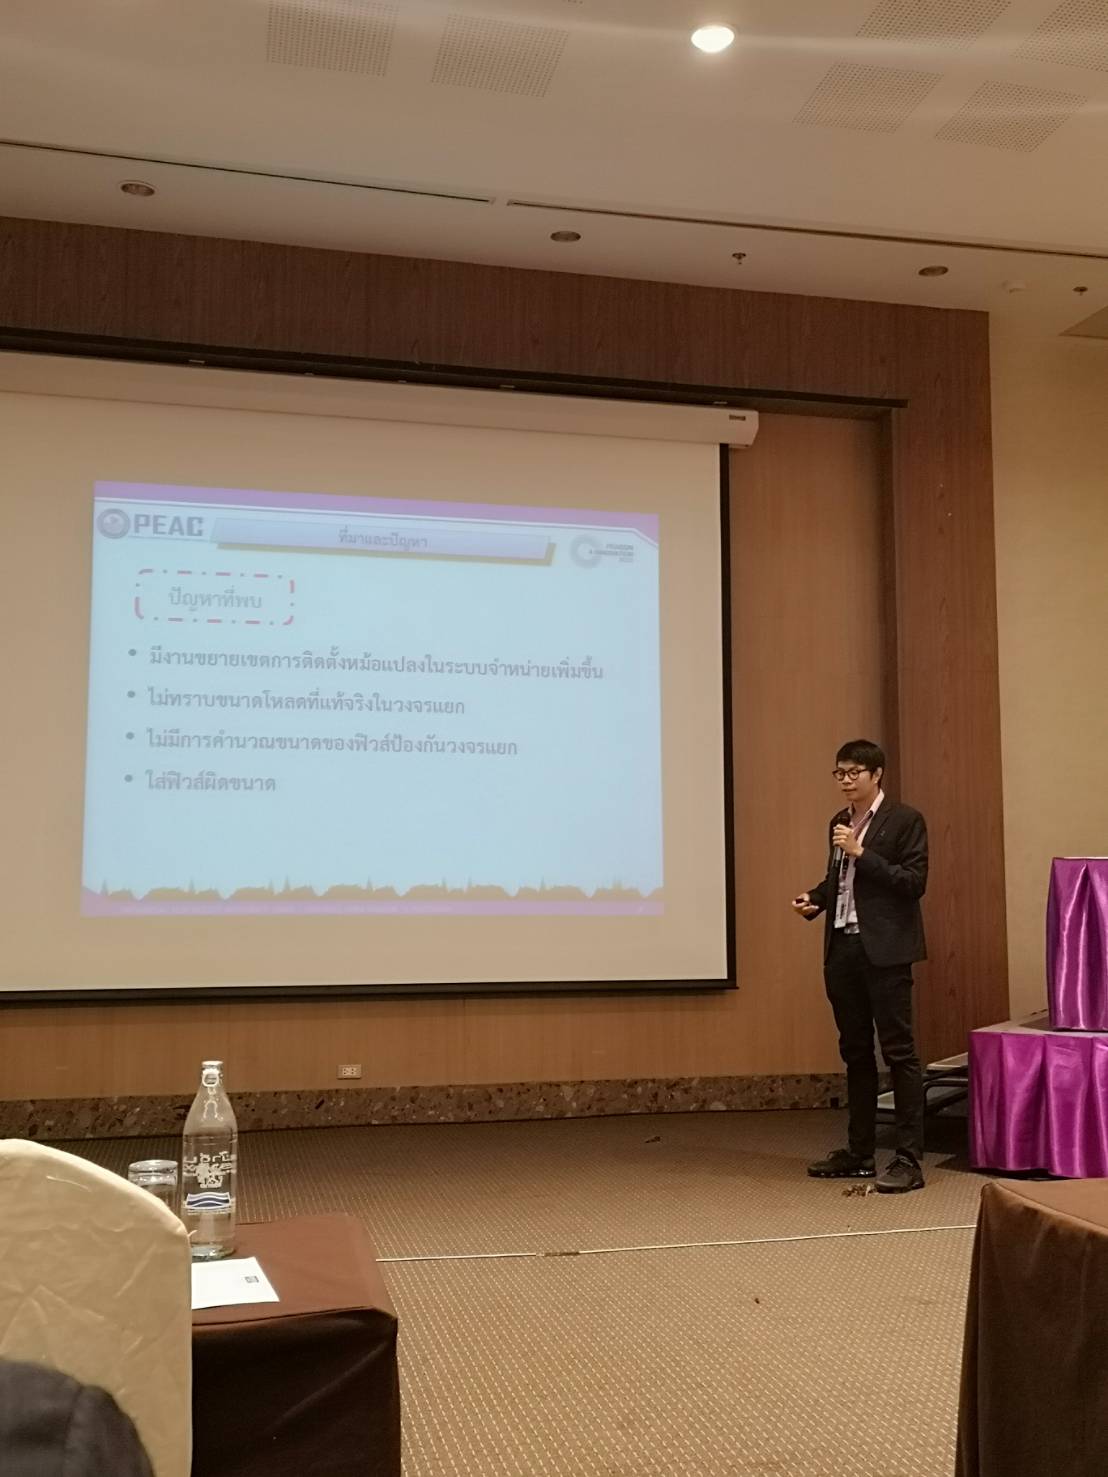 PEAC
ที่มาและปัญหา
ปัญหาที่พบ
• มีงานขยายเขตการติดตั้งหม้อแปลงในระบบจำหน่ายเพิ่มขึ้น
• ไม่ทราบขนาดโหลดที่แท้จริงในวงจรแยก
• ไม่มีการคำนวณขนาดของฟิวส์ป้องกันวงจรแยก
• ใส่ฟิวส์ผิดขนาด